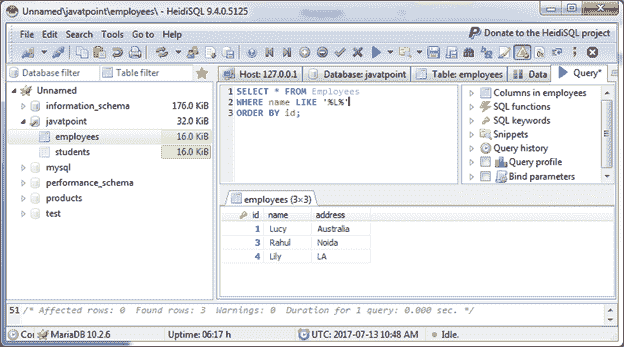 Unnamed\javatpoint\employees\ - HeidiSQL 9.4.0.5125
File Edit Search Tools Go to Help
Donate to the HeidiSQL project
Database filter
Table filter
Host: 127.0.0.1
Database: javatpoint
Table: employees
Data
Query*
Unnamed
information_schema 176.0 KiB
javatpoint 32.0 KiB
employees 16.0 KiB
students 16.0 KiB
mysql
performance_schema
products
test
1 SELECT * FROM Employees
2 WHERE name LIKE '%L%'
3 ORDER BY id;
Columns in employees
SQL functions
SQL keywords
Snippets
Query history
Query profile
Bind parameters
employees (3×3)
id name address
1 Lucy Australia
3 Rahul Noida
4 Lily LA
51 /* Affected rows: 0 Found rows: 3 Warnings: 0 Duration for 1 query: 0.000 sec. */
MariaDB 10.2.6
Uptime: 06:17 h
UTC: 2017-07-13 10:48 AM
Idle.